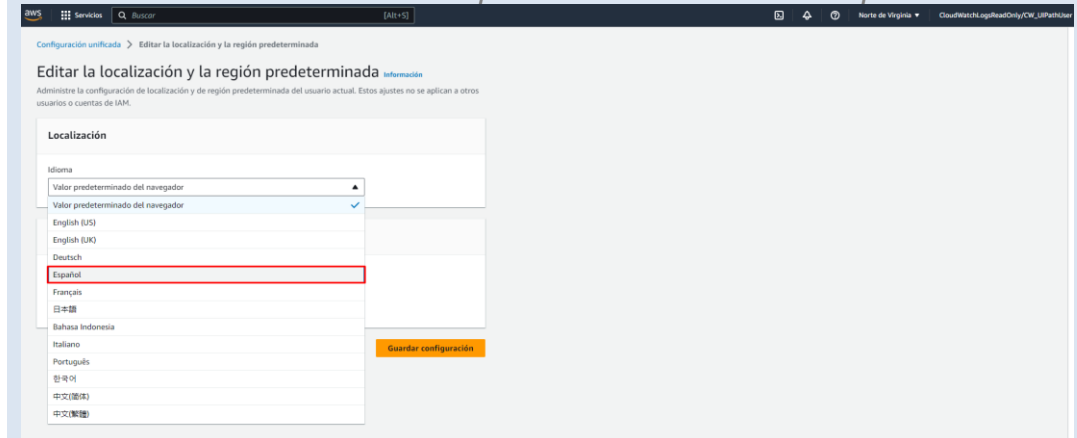 aws Servicios Buscar [Alt+S] Norte de Virginia CloudWatchLogsReadOnly/CW_UIPathUser
Configuración unificada > Editar la localización y la región predeterminada
Editar la localización y la región predeterminada Información
Administre la configuración de localización y de región predeterminada del usuario actual. Estos ajustes no se aplican a otros
usuarios o cuentas de IAM.
Localización
Idioma
Valor predeterminado del navegador
Valor predeterminado del navegador
English (US)
English (UK)
Deutsch
Español
Français
日本語
Bahasa Indonesia
Italiano
Guardar configuración
Português
한국어
中文(简体)
中文(繁體)